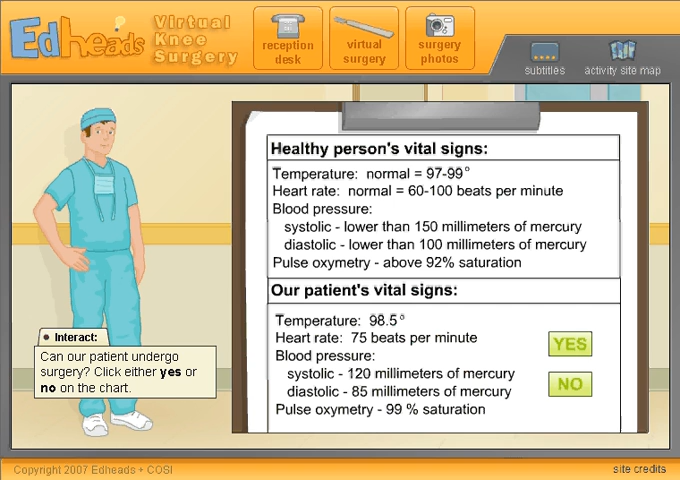 Edheads
Virtual
Knee
Surgery
reception
desk
virtual
surgery
surgery
photos
subtitles
activity site map
Healthy person's vital signs:
Temperature:  normal = 97-99°
Heart rate:  normal = 60-100 beats per minute
Blood pressure:
systolic - lower than 150 millimeters of mercury
diastolic - lower than 100 millimeters of mercury
Pulse oxymetry - above 92% saturation
Our patient's vital signs:
Temperature:  98.5°
Heart rate:  75 beats per minute
Blood pressure:
systolic - 120 millimeters of mercury
diastolic - 85 millimeters of mercury
Pulse oxymetry - 99 % saturation
YES
NO
Interact:
Can our patient undergo
surgery? Click either yes or
no on the chart.
Copyright 2007 Edheads + COSI
site credits